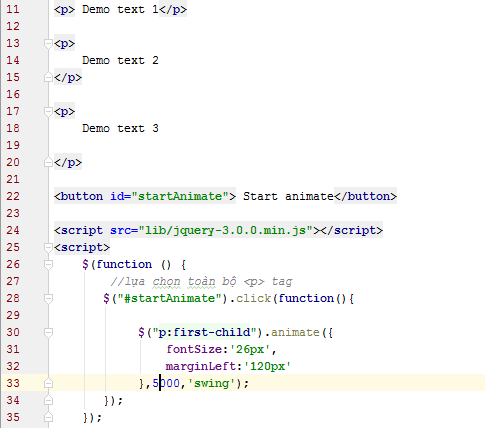 11 <p> Demo text 1</p>
12
13 <p>
14 Demo text 2
15 </p>
16
17 <p>
18 Demo text 3
19
20 </p>
21
22 <button id="startAnimate"> Start animate</button>
23
24 <script src="lib/jquery-3.0.0.min.js"></script>
25 <script>
26 $(function () {
27 //lựa chọn toàn bộ <p> tag
28 $("#startAnimate").click(function(){
29
30 $("p:first-child").animate({
31 fontSize:'26px',
32 marginLeft:'120px'
33 },5000,'swing');
34 });
35 });